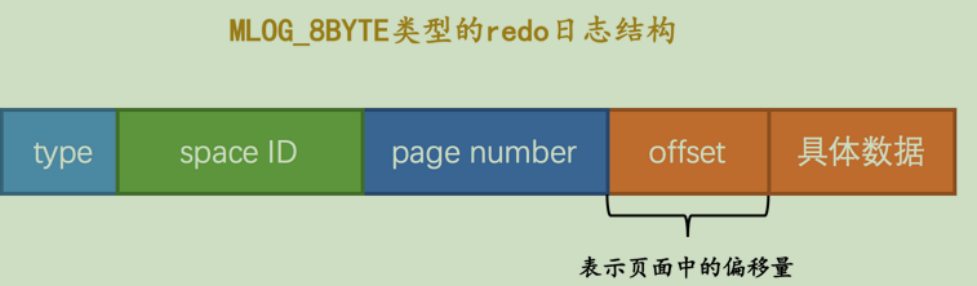 MLOG_8BYTE类型的redo日志结构
type space ID page number offset 具体数据
表示页面中的偏移量